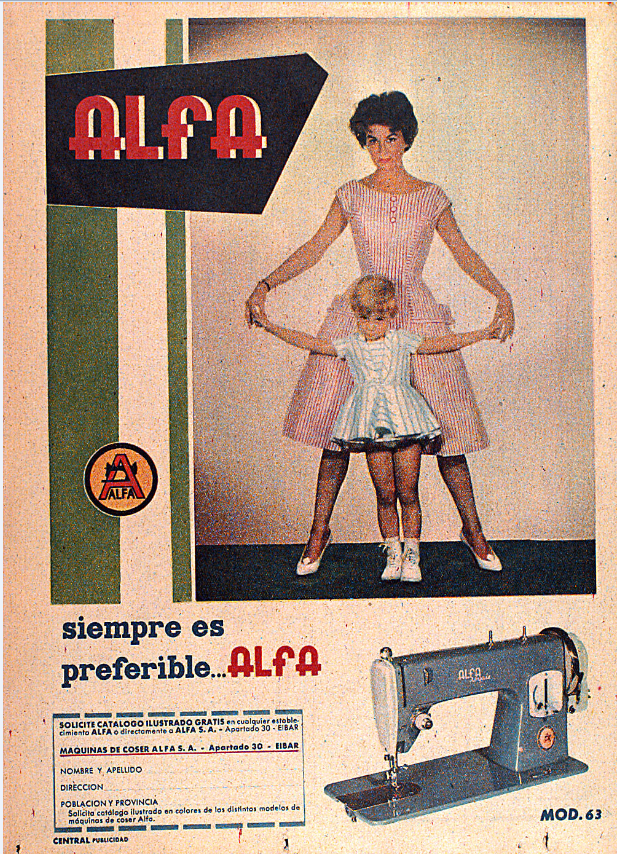 ALFA
ALFA
siempre es
preferible...ALFA
ALFA
SOLICITE CATALOGO ILUSTRADO GRATIS en cualquier estable-
cimiento ALFA o directamente a ALFA S. A. - Apartado 30 - EIBAR
MAQUINAS DE COSER ALFA S. A. - Apartado 30 - EIBAR
NOMBRE Y APELLIDO
DIRECCION
POBLACION Y PROVINCIA
Solicita catálogo ilustrado en colores de los distintos modelos de
máquinas de coser Alfa.
MOD. 63
CENTRAL PUBLICIDAD